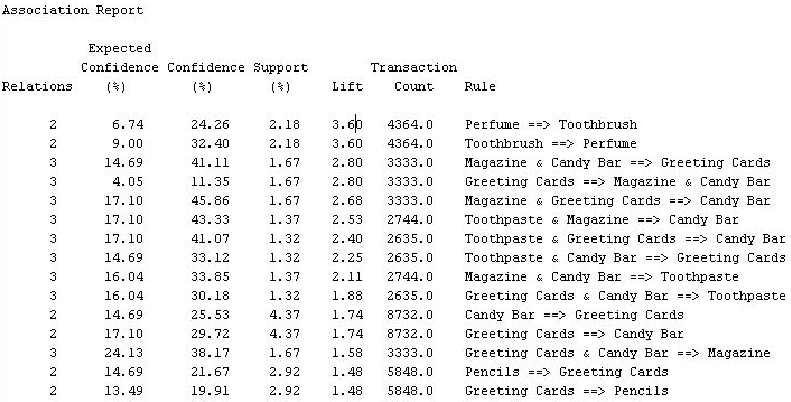 Association Report
Expected
Confidence Confidence Support Transaction
Relations (%) (%) (%) Lift Count Rule
2 6.74 24.26 2.18 3.60 4364.0 Perfume ==> Toothbrush
2 9.00 32.40 2.18 3.60 4364.0 Toothbrush ==> Perfume
3 14.69 41.11 1.67 2.80 3333.0 Magazine & Candy Bar ==> Greeting Cards
3 4.05 11.35 1.67 2.80 3333.0 Greeting Cards ==> Magazine & Candy Bar
3 17.10 45.86 1.67 2.68 3333.0 Magazine & Greeting Cards ==> Candy Bar
3 17.10 43.33 1.37 2.53 2744.0 Toothpaste & Magazine ==> Candy Bar
3 17.10 41.07 1.32 2.40 2635.0 Toothpaste & Greeting Cards ==> Candy Bar
3 14.69 33.12 1.32 2.25 2635.0 Toothpaste & Candy Bar ==> Greeting Cards
3 16.04 33.85 1.37 2.11 2744.0 Magazine & Candy Bar ==> Toothpaste
3 16.04 30.18 1.32 1.88 2635.0 Greeting Cards & Candy Bar ==> Toothpaste
2 14.69 25.53 4.37 1.74 8732.0 Candy Bar ==> Greeting Cards
2 17.10 29.72 4.37 1.74 8732.0 Greeting Cards ==> Candy Bar
3 24.13 38.17 1.67 1.58 3333.0 Greeting Cards & Candy Bar ==> Magazine
2 14.69 21.67 2.92 1.48 5848.0 Pencils ==> Greeting Cards
2 13.49 19.91 2.92 1.48 5848.0 Greeting Cards ==> Pencils